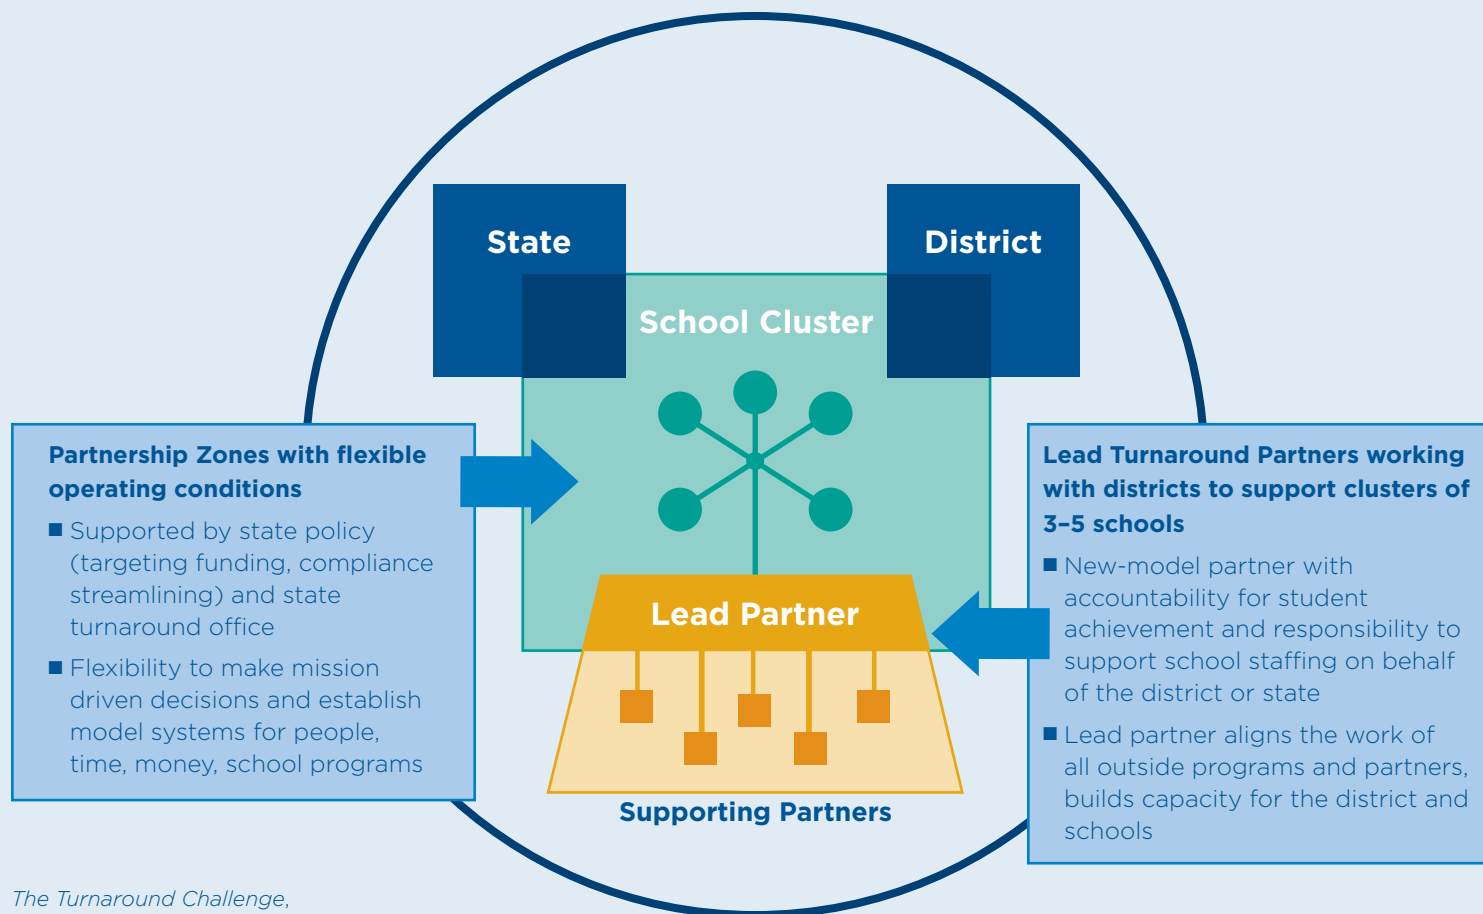 State
District
School Cluster
Partnership Zones with flexible
operating conditions
■ Supported by state policy
(targeting funding, compliance
streamlining) and state
turnaround office
■ Flexibility to make mission
driven decisions and establish
model systems for people,
time, money, school programs
Lead Partner
Supporting Partners
Lead Turnaround Partners working
with districts to support clusters of
3–5 schools
■ New-model partner with
accountability for student
achievement and responsibility to
support school staffing on behalf
of the district or state
■ Lead partner aligns the work of
all outside programs and partners,
builds capacity for the district and
schools
The Turnaround Challenge,